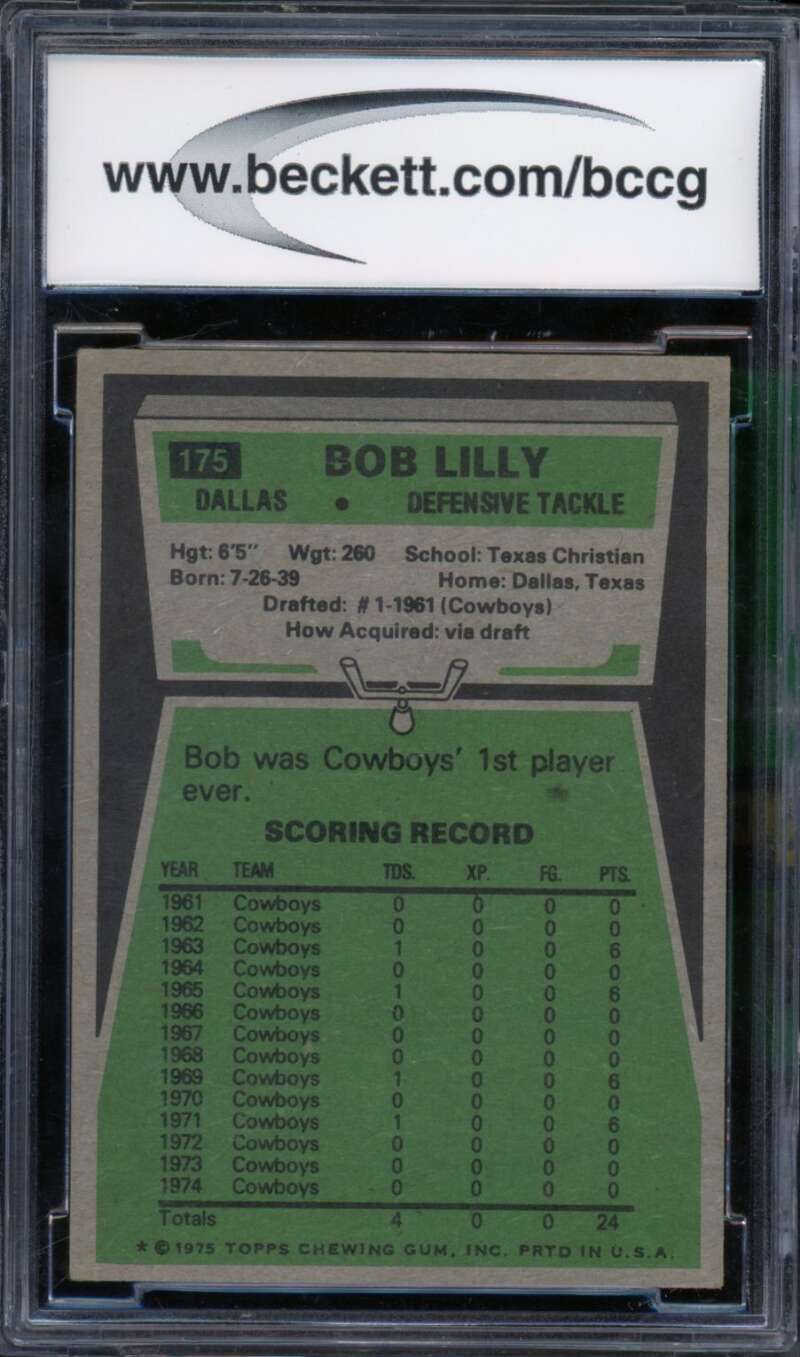 www.beckett.com/bccg
175 BOB LILLY
DALLAS • DEFENSIVE TACKLE
Hgt: 6'5" Wgt: 260 School: Texas Christian
Born: 7-26-39 Home: Dallas, Texas
Drafted: #1-1961 (Cowboys)
How Acquired: via draft
Bob was Cowboys' 1st player
ever.
SCORING RECORD
YEAR TEAM TDS. XP. FG. PTS.
1961 Cowboys 0 0 0 0
1962 Cowboys 0 0 0 0
1963 Cowboys 1 0 0 6
1964 Cowboys 0 0 0 0
1965 Cowboys 1 0 0 6
1966 Cowboys 0 0 0 0
1967 Cowboys 0 0 0 0
1968 Cowboys 0 0 0 0
1969 Cowboys 1 0 0 6
1970 Cowboys 0 0 0 0
1971 Cowboys 1 0 0 6
1972 Cowboys 0 0 0 0
1973 Cowboys 0 0 0 0
1974 Cowboys 0 0 0 0
Totals 4 0 0 24
* © 1975 TOPPS CHEWING GUM, INC. PRTD IN U.S.A.